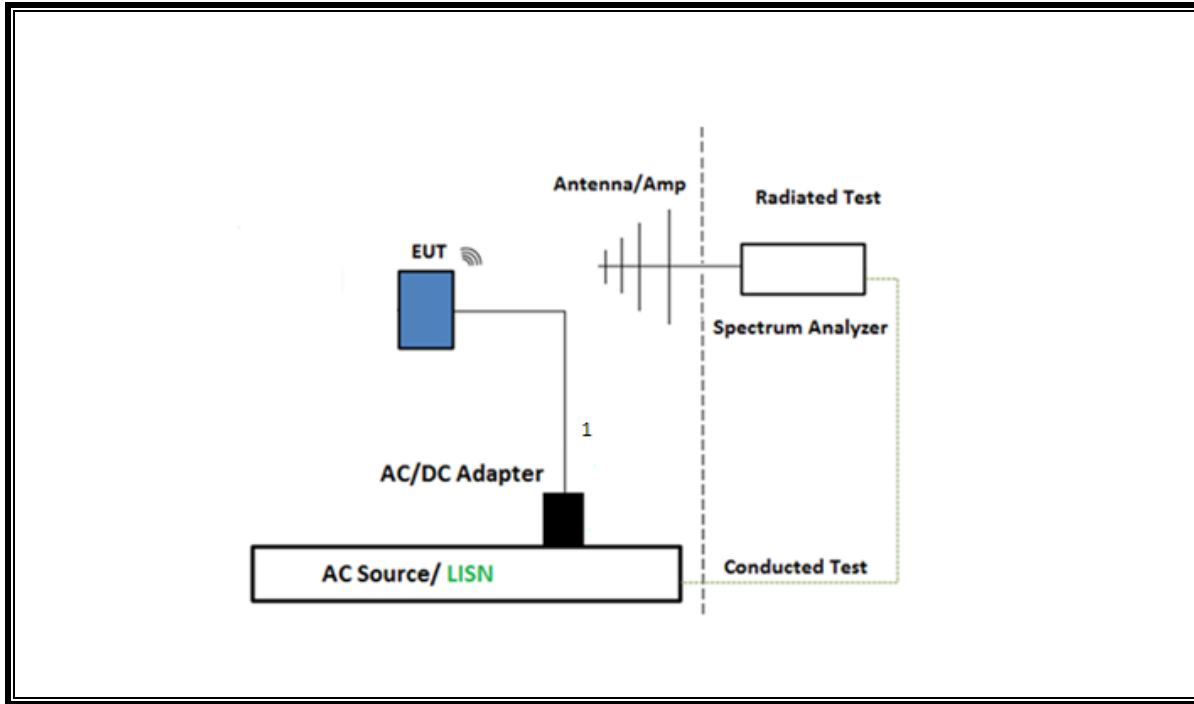 Antenna/Amp
Radiated Test
EUT
Spectrum Analyzer
1
AC/DC Adapter
AC Source/ LISN
Conducted Test